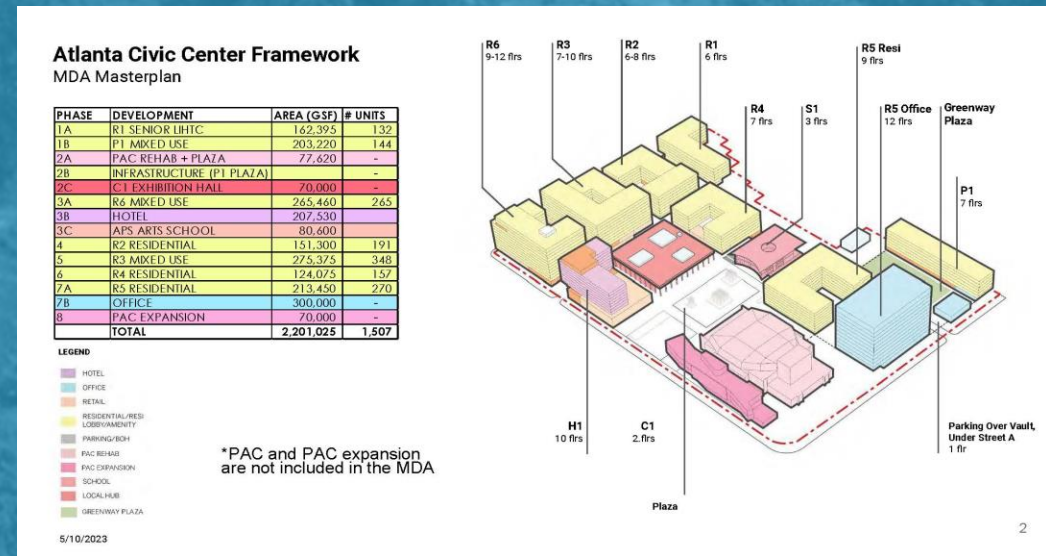 Atlanta Civic Center Framework
MDA Masterplan
PHASE DEVELOPMENT AREA (GSF) # UNITS
1A R1 SENIOR LIHTC 162,395 132
1B P1 MIXED USE 203,220 144
2A PAC REHAB + PLAZA 77,620 -
2B INFRASTRUCTURE (P1 PLAZA) -
2C C1 EXHIBITION HALL 70,000 -
3A R6 MIXED USE 265,460 265
3B HOTEL 207,530
3C APS ARTS SCHOOL 80,600
4 R2 RESIDENTIAL 151,300 191
5 R3 MIXED USE 275,375 348
6 R4 RESIDENTIAL 124,075 157
7A R5 RESIDENTIAL 213,450 270
7B OFFICE 300,000 -
8 PAC EXPANSION 70,000 -
TOTAL 2,201,025 1,507
LEGEND
HOTEL
OFFICE
RETAIL
RESIDENTIAL/RESI
LOBBY/AMENITY
PARKING/BOH
PAC REHAB
PAC EXPANSION
SCHOOL
LOCAL HUB
GREENWAY PLAZA
*PAC and PAC expansion
are not included in the MDA
5/10/2023
R6
9-12 flrs
R3
7-10 flrs
R2
6-8 flrs
R1
6 flrs
R4
7 flrs
S1
3 flrs
R5 Resi
9 flrs
R5 Office
12 flrs
Greenway
Plaza
P1
7 flrs
H1
10 flrs
C1
2.flrs
Plaza
Parking Over Vault,
Under Street A
1 flr
2